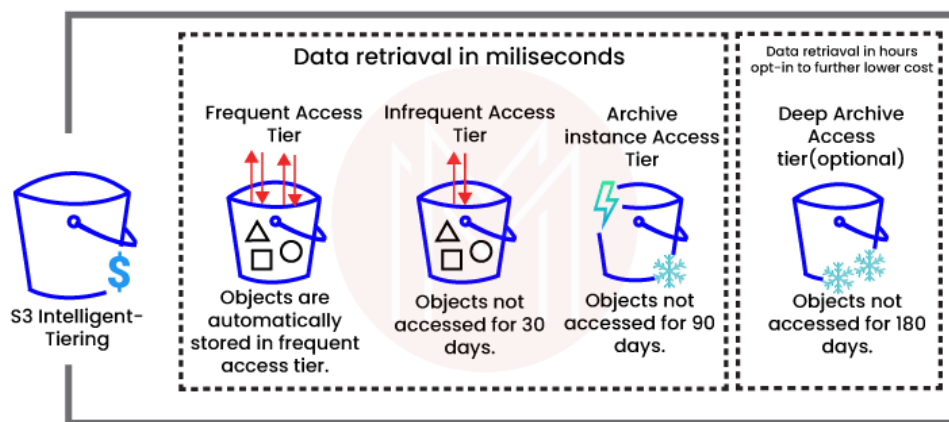 Data retriaval in miliseconds
Data retriaval in hours
opt-in to further lower cost
Frequent Access
Tier
Infrequent Access
Tier
Archive
instance Access
Tier
Deep Archive
Access
tier(optional)
$
S3 Intelligent-
Tiering
Objects are
automatically
stored in frequent
access tier.
Objects not
accessed for 30
days.
Objects not
accessed for 90
days.
Objects not
accessed for 180
days.